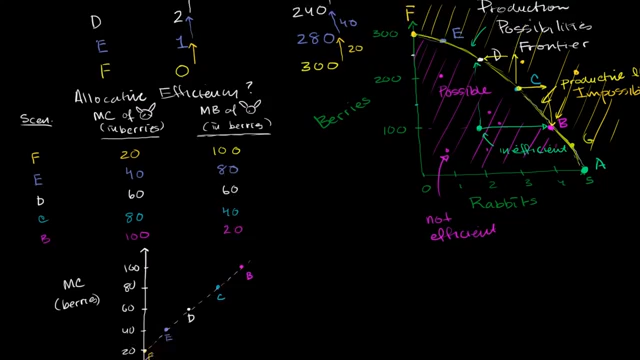 D 2 240
40
E 1 280
20
F 0 300
Allocative Efficiency?
Scen. MC of MB of
(in berries) (in berries)
F 20 100
E 40 80
D 60 60
C 80 40
B 100 20
MC
(berries)
100
80
60
40
20
B
C
D
E
F
Production
Possibilities
Frontier
F
E
D
C
B
A
300
200
100
Berries
Possible
Impossible
inefficient
0 1 2 3 4 5
Rabbits
not
efficient